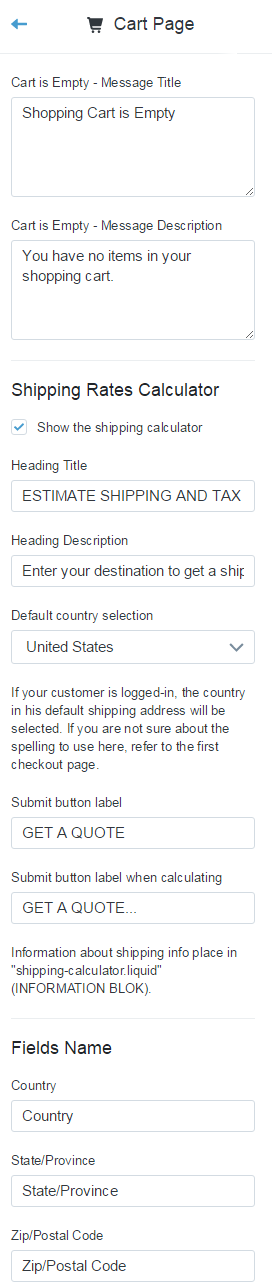 Cart Page
Cart is Empty - Message Title
Shopping Cart is Empty
Cart is Empty - Message Description
You have no items in your
shopping cart.
Shipping Rates Calculator
Show the shipping calculator
Heading Title
ESTIMATE SHIPPING AND TAX
Heading Description
Enter your destination to get a ship
Default country selection
United States
If your customer is logged-in, the country
in his default shipping address will be
selected. If you are not sure about the
spelling to use here, refer to the first
checkout page.
Submit button label
GET A QUOTE
Submit button label when calculating
GET A QUOTE...
Information about shipping info place in
"shipping-calculator.liquid"
(INFORMATION BLOK).
Fields Name
Country
Country
State/Province
State/Province
Zip/Postal Code
Zip/Postal Code